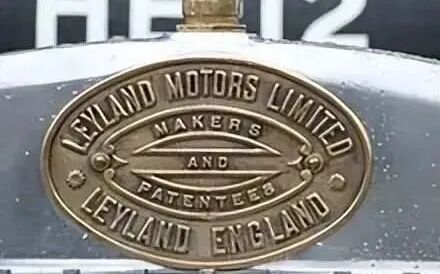 LEYLAND MOTORS LIMITED
MAKERS
AND
PATENTEES
LEYLAND ENGLAND